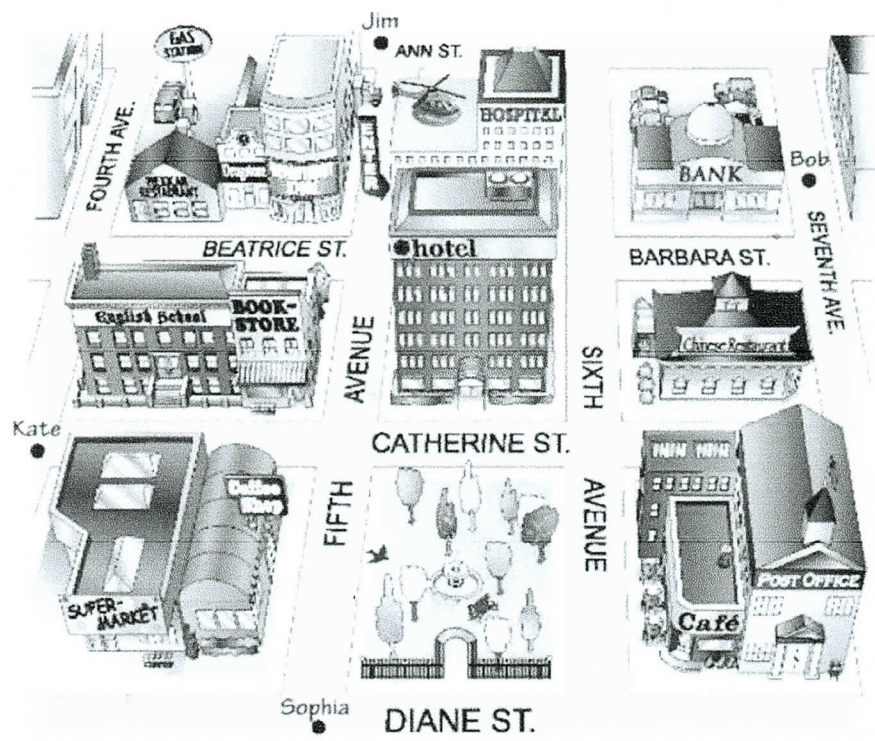 Jim
GAS
STATION
ANN ST.
HOSPITAL
FOURTH AVE.
MEXICAN
RESTAURANT
BANK
Bob
BEATRICE ST.
hotel
BARBARA ST.
SEVENTH AVE.
English School
BOOK-
STORE
Chinese Restaurant
AVENUE
SIXTH
Kate
CATHERINE ST.
FIFTH
AVENUE
POST OFFICE
SUPER-
MARKET
Café
Sophia
DIANE ST.